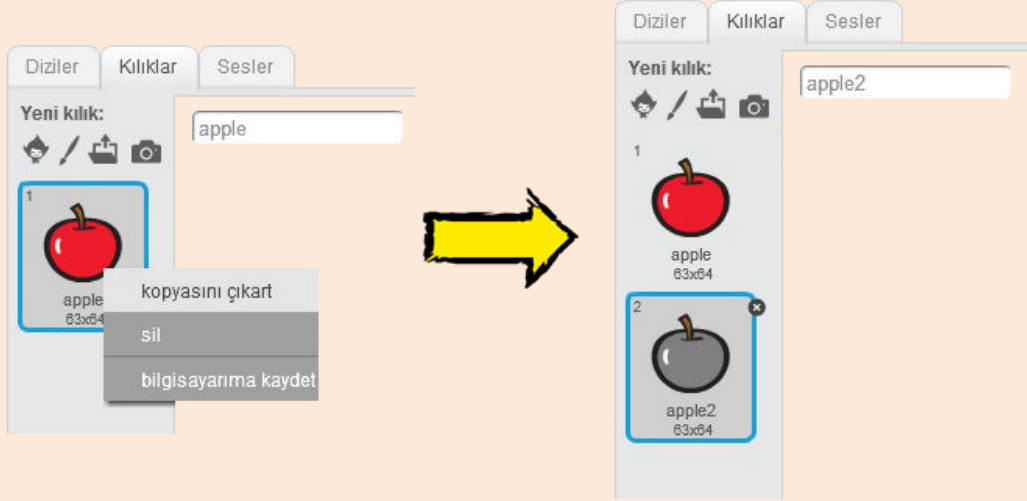 Diziler
Kılıklar
Sesler
Yeni kılık:
apple
1
apple
63x64
kopyasını çıkart
sil
bilgisayarıma kaydet
Diziler
Kılıklar
Sesler
Yeni kılık:
apple2
1
apple
63x64
2
apple2
63x64